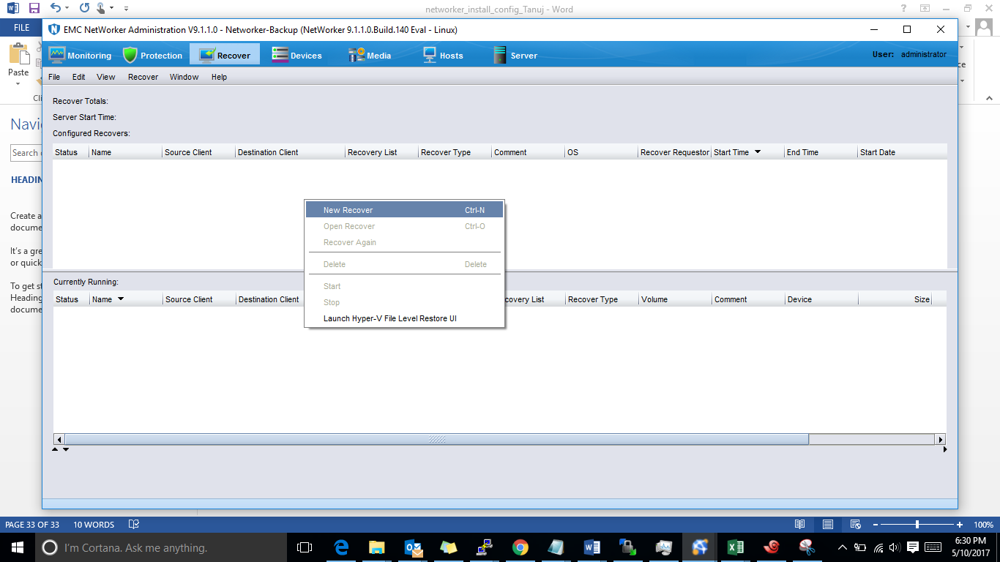 networker_install_config_Tanuj - Word
FILE
EMC NetWorker Administration V9.1.1.0 - Networker-Backup (NetWorker 9.1.1.0.Build.140 Eval - Linux)
Monitoring Protection Recover Devices Media Hosts Server User: administrator
Paste
File Edit View Recover Window Help
Recover Totals:
Server Start Time:
Configured Recovers:
Status Name Source Client Destination Client Recovery List Recover Type Comment OS Recover Requestor Start Time End Time Start Date
Search
New Recover Ctrl-N
Open Recover Ctrl-O
Recover Again
Delete Delete
Start
Stop
Launch Hyper-V File Level Restore UI
Create a
It's a gre
or quick
To get st
Heading
Currently Running:
Status Name Source Client Destination Client covery List Recover Type Volume Comment Device Size
PAGE 33 OF 33 10 WORDS 100%
I'm Cortana. Ask me anything.
6:30 PM
5/10/2017